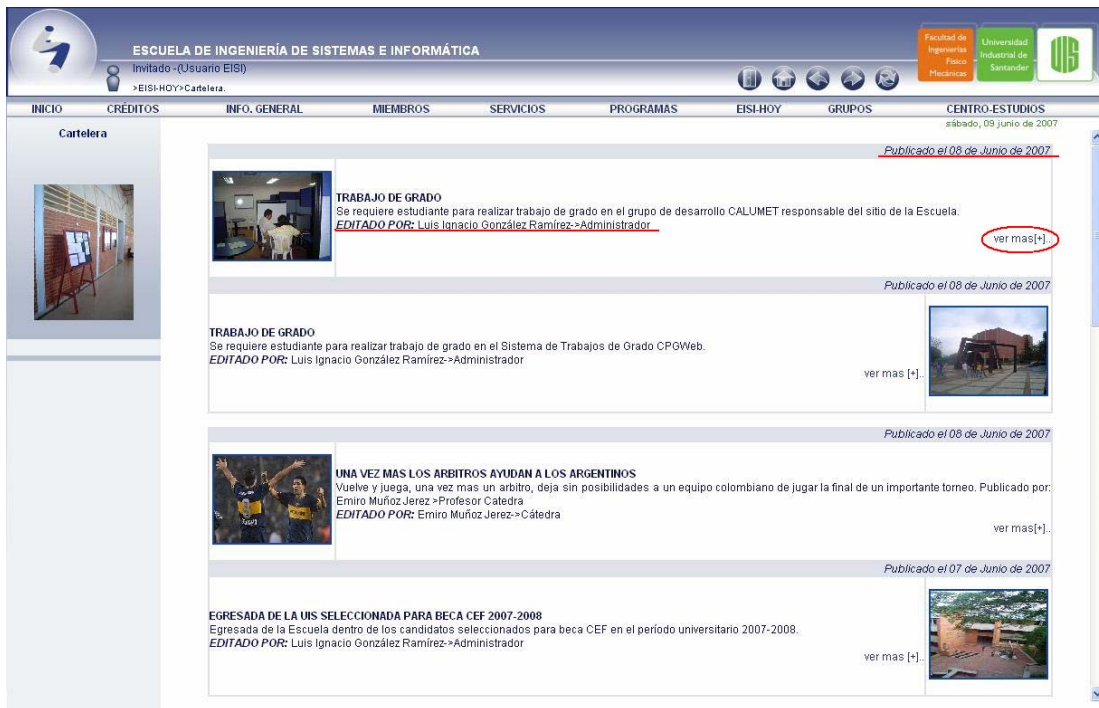 ESCUELA DE INGENIERÍA DE SISTEMAS E INFORMÁTICA
Invitado -(Usuario EISI)
>EISI-HOY>Cartelera.
Facultad de
Ingenierías
Físico
Mecánicas
Universidad
Industrial de
Santander
UIS
INICIO CRÉDITOS INFO. GENERAL MIEMBROS SERVICIOS PROGRAMAS EISI-HOY GRUPOS CENTRO-ESTUDIOS
sábado, 09 junio de 2007
Cartelera
Publicado el 08 de Junio de 2007
TRABAJO DE GRADO
Se requiere estudiante para realizar trabajo de grado en el grupo de desarrollo CALUMET responsable del sitio de la Escuela.
EDITADO POR: Luis Ignacio González Ramírez->Administrador
ver mas[+]..
Publicado el 08 de Junio de 2007
TRABAJO DE GRADO
Se requiere estudiante para realizar trabajo de grado en el Sistema de Trabajos de Grado CPGWeb.
EDITADO POR: Luis Ignacio González Ramírez->Administrador
ver mas [+]..
Publicado el 08 de Junio de 2007
UNA VEZ MAS LOS ARBITROS AYUDAN A LOS ARGENTINOS
Vuelve y juega, una vez mas un arbitro, deja sin posibilidades a un equipo colombiano de jugar la final de un importante torneo. Publicado por:
Emiro Muñoz Jerez >Profesor Catedra
EDITADO POR: Emiro Muñoz Jerez->Cátedra
ver mas[+]..
Publicado el 07 de Junio de 2007
EGRESADA DE LA UIS SELECCIONADA PARA BECA CEF 2007-2008
Egresada de la Escuela dentro de los candidatos seleccionados para beca CEF en el período universitario 2007-2008.
EDITADO POR: Luis Ignacio González Ramírez->Administrador
ver mas [+]..